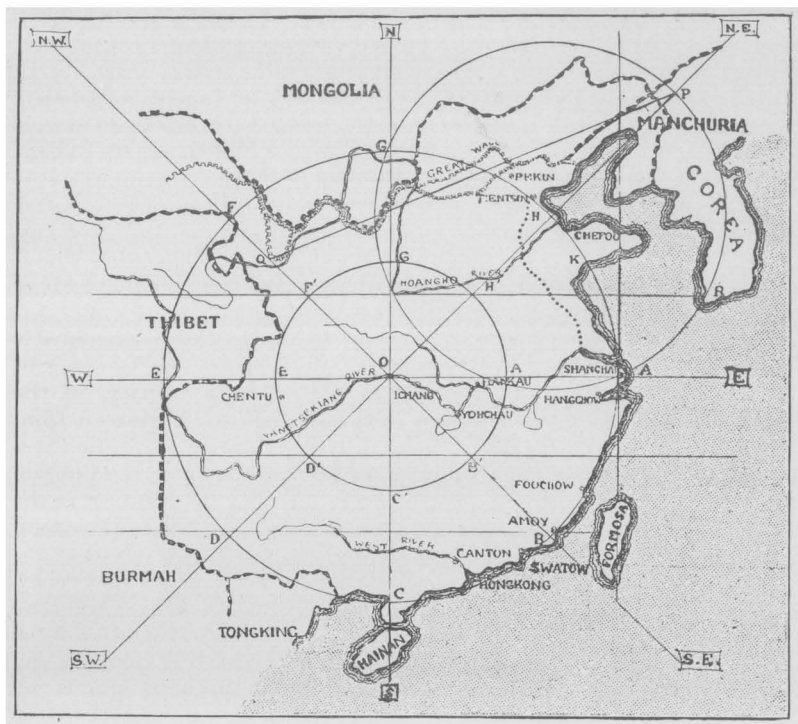 N.W.
N
N.E.
MONGOLIA
P
MANCHURIA
G
GREAT WALL
PEKIN
TIENTSIN
COREA
F
H
CHEFOU
Q
G
K
HOANGHO RIVER
H'
F'
R
THIBET
O
SHANGHAI
W
E
E
A
A
E
HANKAU
ICHANG
CHENTU
YANGTSEKIANG RIVER
HANGCHOW
D'
B'
C'
FOUCHOW
AMOY
FORMOSA
D
B
WEST RIVER
CANTON
SWATOW
BURMAH
HONGKONG
C
TONGKING
HAINAN
S.W.
S.E.
S